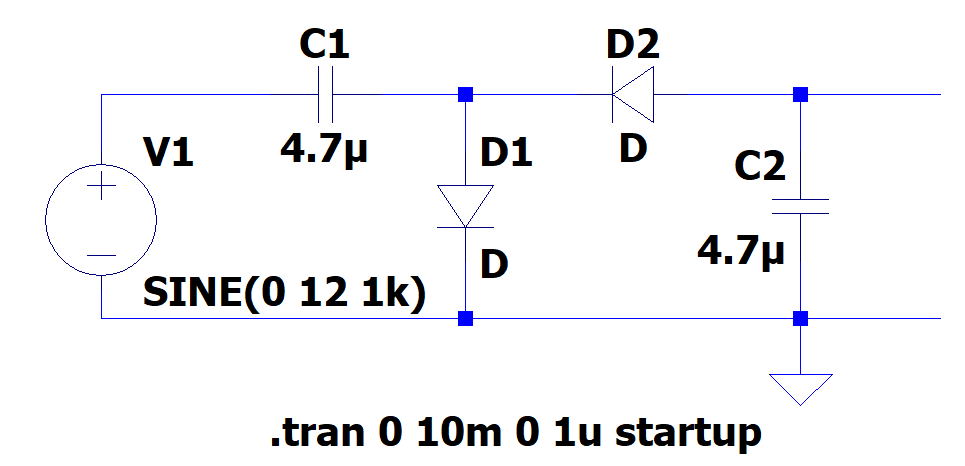 C1
D2
V1
4.7µ
D1
D
C2
D
4.7µ
SINE(0 12 1k)
.tran 0 10m 0 1u startup